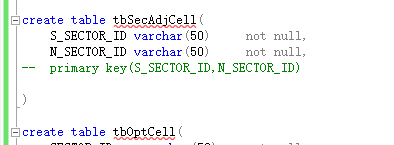 create table tbSecAdjCell(
S_SECTOR_ID varchar(50) not null,
N_SECTOR_ID varchar(50) not null,
-- primary key(S_SECTOR_ID,N_SECTOR_ID)
)
create table tbOptCell(